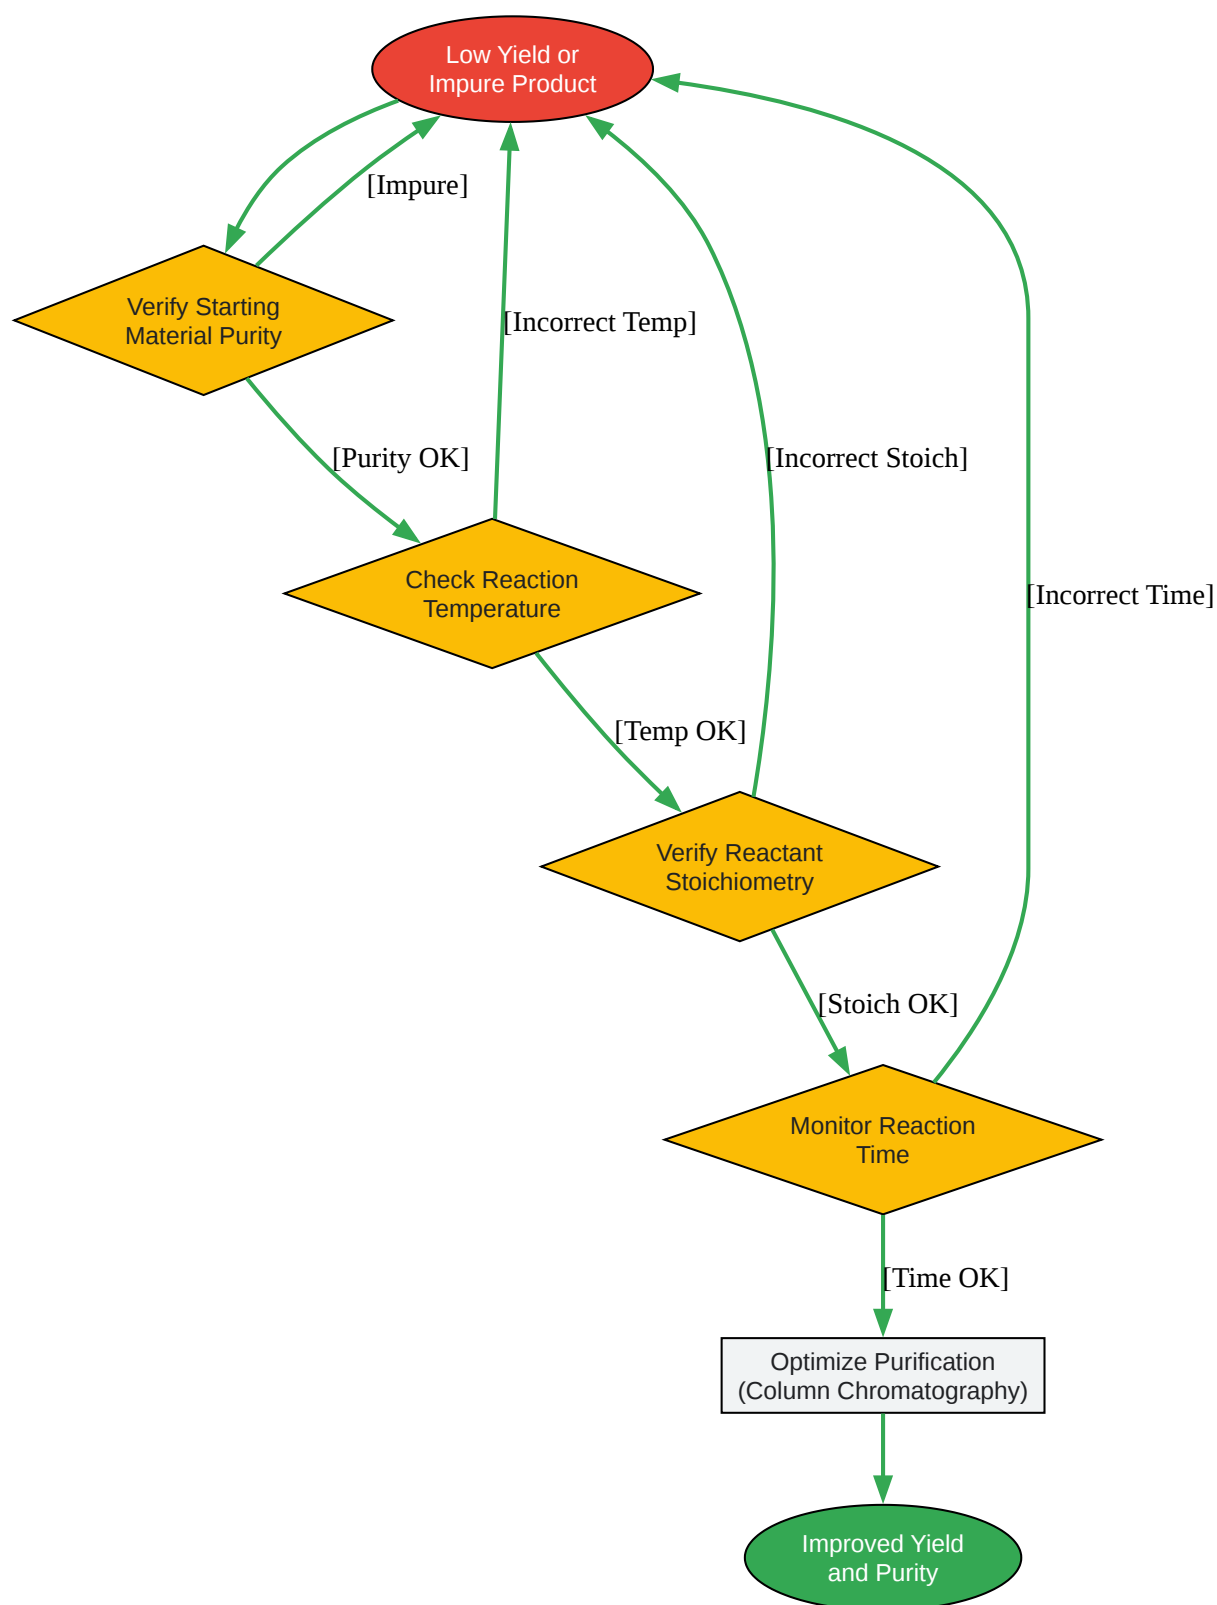 Low Yield or
Impure Product
[Impure]
Verify Starting
Material Purity
[Incorrect Temp]
[Purity OK]
[Incorrect Stoich]
Check Reaction
Temperature
[Incorrect Time]
[Temp OK]
Verify Reactant
Stoichiometry
[Stoich OK]
Monitor Reaction
Time
[Time OK]
Optimize Purification
(Column Chromatography)
Improved Yield
and Purity